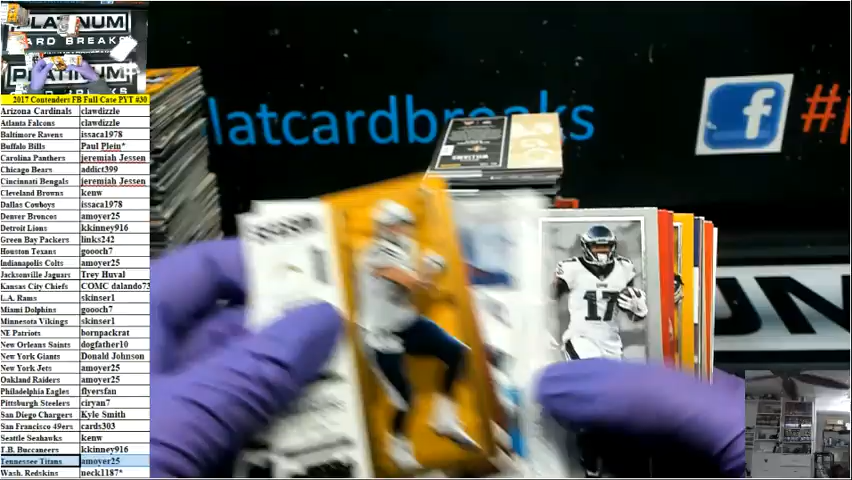 PLATINUM
CARD BREAKS
PLATINUM
2017 Contenders FB Full Case PYT #30
Arizona Cardinals clawdizzle
Atlanta Falcons clawdizzle
Baltimore Ravens issaca1978
Buffalo Bills Paul Plein*
Carolina Panthers jeremiah Jessen
Chicago Bears addict399
Cincinnati Bengals jeremiah Jessen
Cleveland Browns kenw
Dallas Cowboys issaca1978
Denver Broncos amoyer25
Detroit Lions kkinney916
Green Bay Packers links242
Houston Texans goooch7
Indianapolis Colts amoyer25
Jacksonville Jaguars Trey Huval
Kansas City Chiefs COMC dalando73
L.A. Rams skinser1
Miami Dolphins goooch7
Minnesota Vikings skinser1
NE Patriots bornpackrat
New Orleans Saints dogfather10
New York Giants Donald Johnson
New York Jets amoyer25
Oakland Raiders amoyer25
Philadelphia Eagles flyersfan
Pittsburgh Steelers ciryan7
San Diego Chargers Kyle Smith
San Francisco 49ers cards303
Seattle Seahawks kenw
T.B. Buccaneers kkinney916
Tennessee Titans amoyer25
Wash. Redskins neck1187*
latcardbreaks
f
#p
17